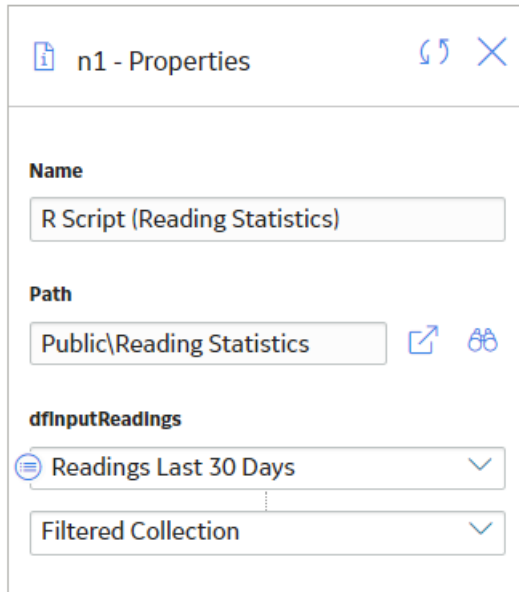 n1 - Properties
Name
R Script (Reading Statistics)
Path
Public\Reading Statistics
dfInputReadings
Readings Last 30 Days
Filtered Collection